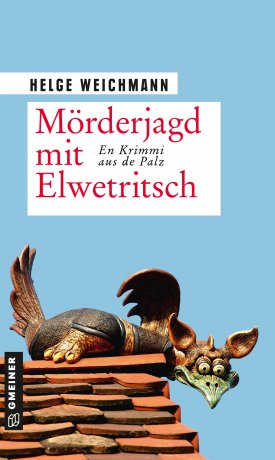 HELGE WEICHMANN
Mörderjagd
mit En Krimmi
aus de Palz
Elwetritsch
GMEINER